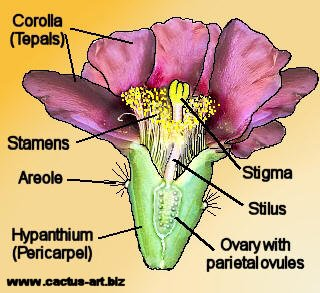 Corolla
(Tepals)
Stamens
Areole
Stigma
Stilus
Hypanthium
(Pericarpel)
Ovary with
parietal ovules
www.cactus-art.biz